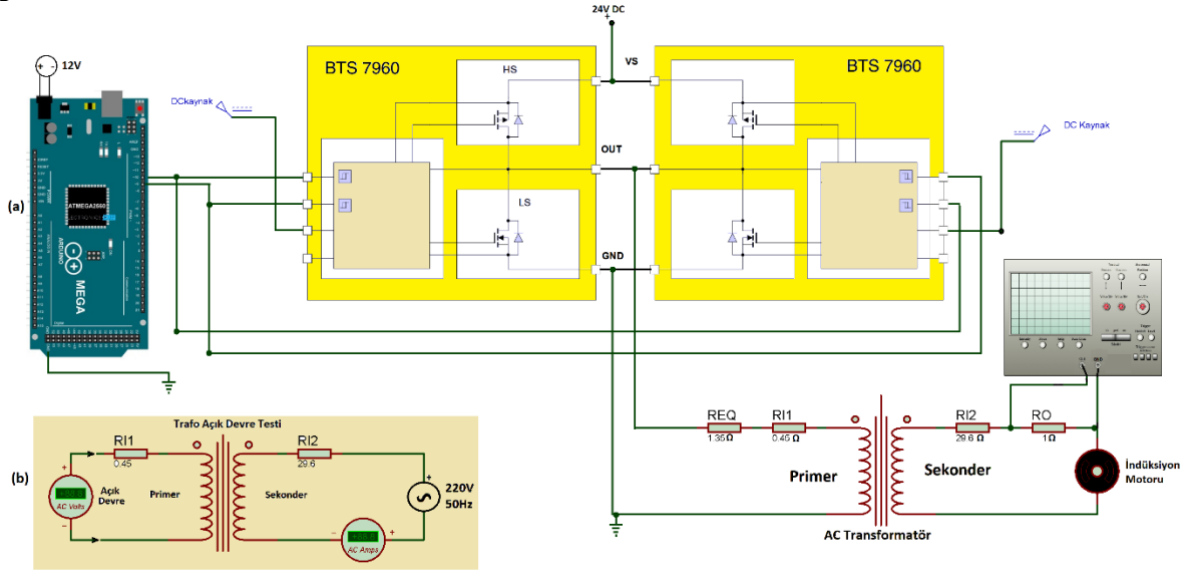 24V DC
12V
BTS 7960
HS
VS
BTS 7960
DCkaynak
DC Kaynak
OUT
(a)
ATMEGA2560
ARDUINO
MEGA
LS
GND
REQ
1.35Ω
RI1
0.45 Ω
RI2
29.6 Ω
RO
1Ω
Primer
Sekonder
İndüksiyon
Motoru
AC Transformatör
Trafo Açık Devre Testi
(b)
RI1
0.45
RI2
29.6
AC Volts
Açık
Devre
Primer
Sekonder
220V
50Hz
AC Amps